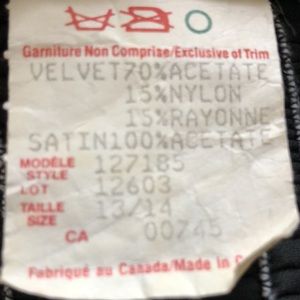 Garniture Non Comprise/Exclusive of Trim
VELVET70%ACETATE
15%NYLON
15%RAYONNE
SATIN100%ACETATE
MODÈLE
STYLE 127185
LOT 12603
TAILLE
SIZE 13/14
CA 00745
Fabriqué au Canada/Made in C